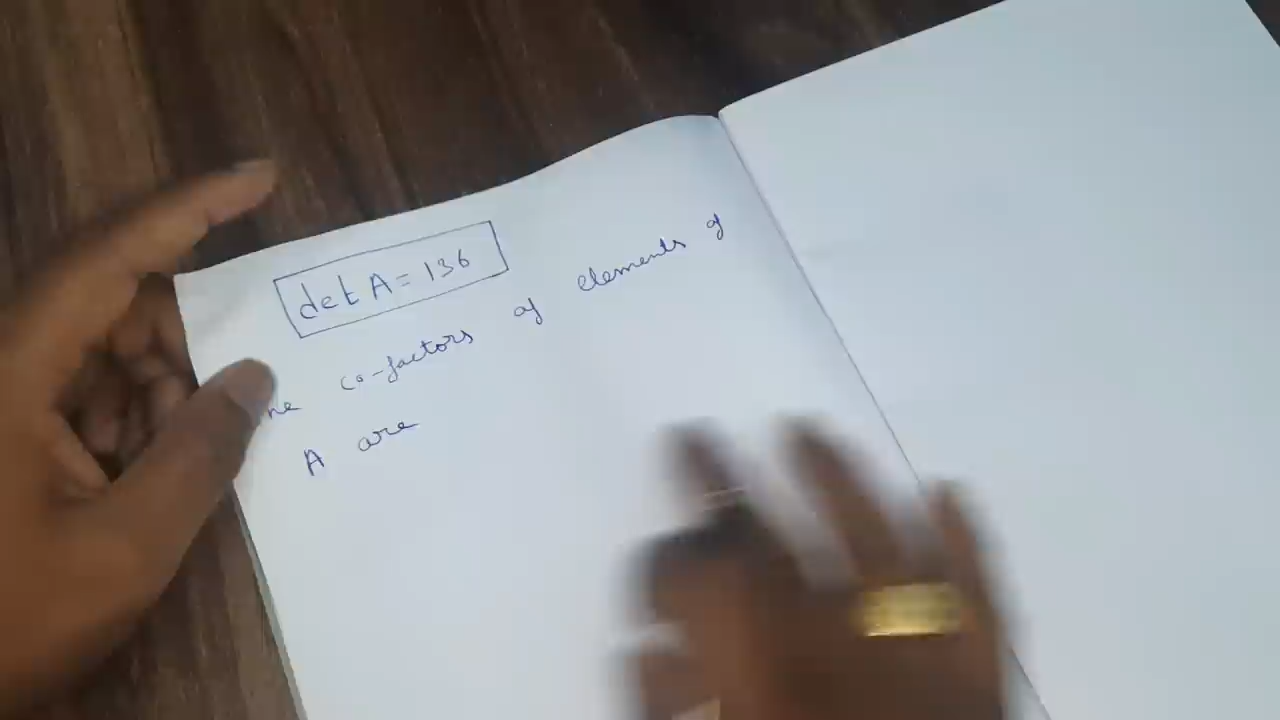 det A = 136
co-factors of elements of
A are